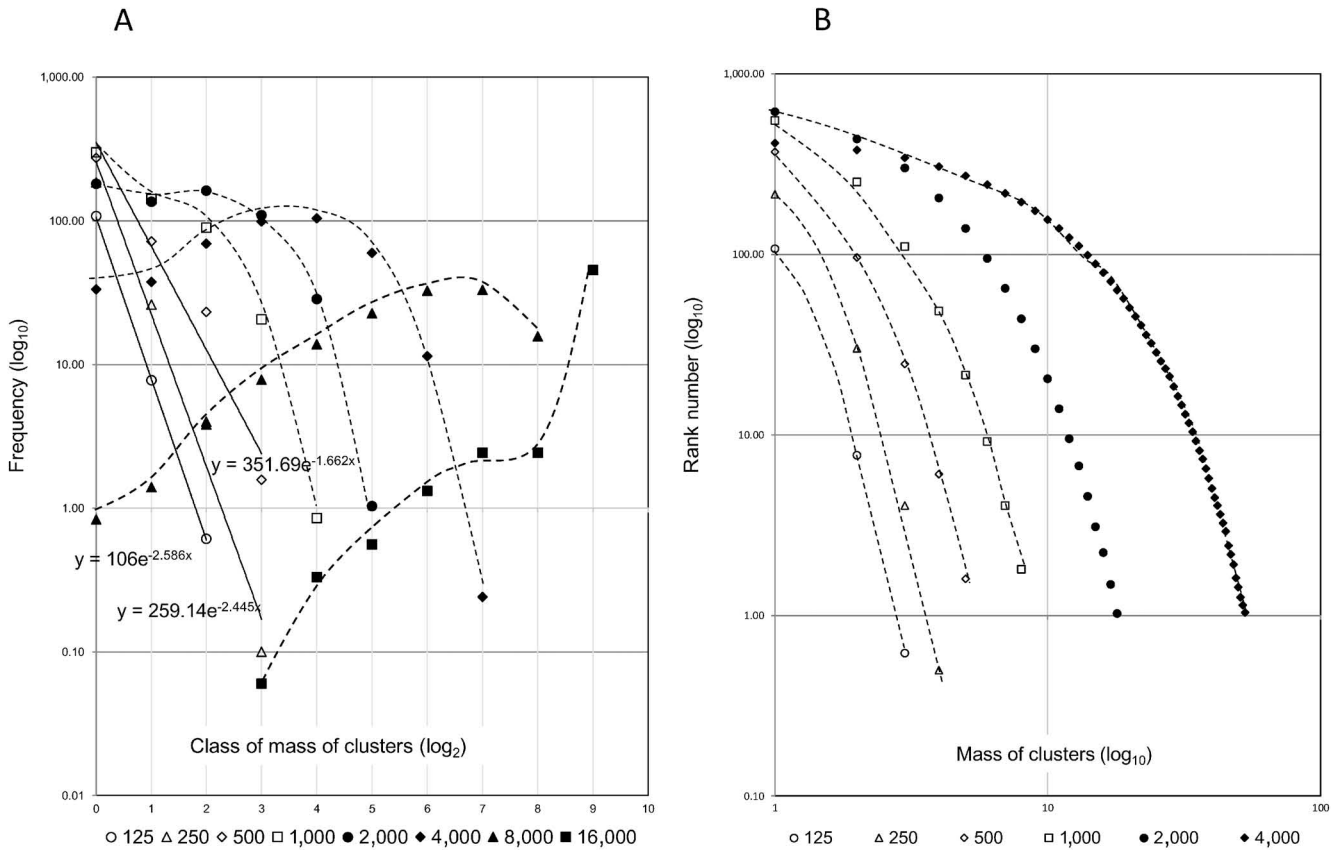 A
B
1,000.00
100.00
10.00
1.00
0.10
0.01
Frequency (log10)
y = 351.69e-1.662x
y = 106e-2.586x
y = 259.14e-2.445x
Class of mass of clusters (log2)
0 1 2 3 4 5 6 7 8 9 10
125 250 500 1,000 2,000 4,000 8,000 16,000
1,000.00
100.00
10.00
1.00
0.10
Rank number (log10)
Mass of clusters (log10)
1 10 100
125 250 500 1,000 2,000 4,000